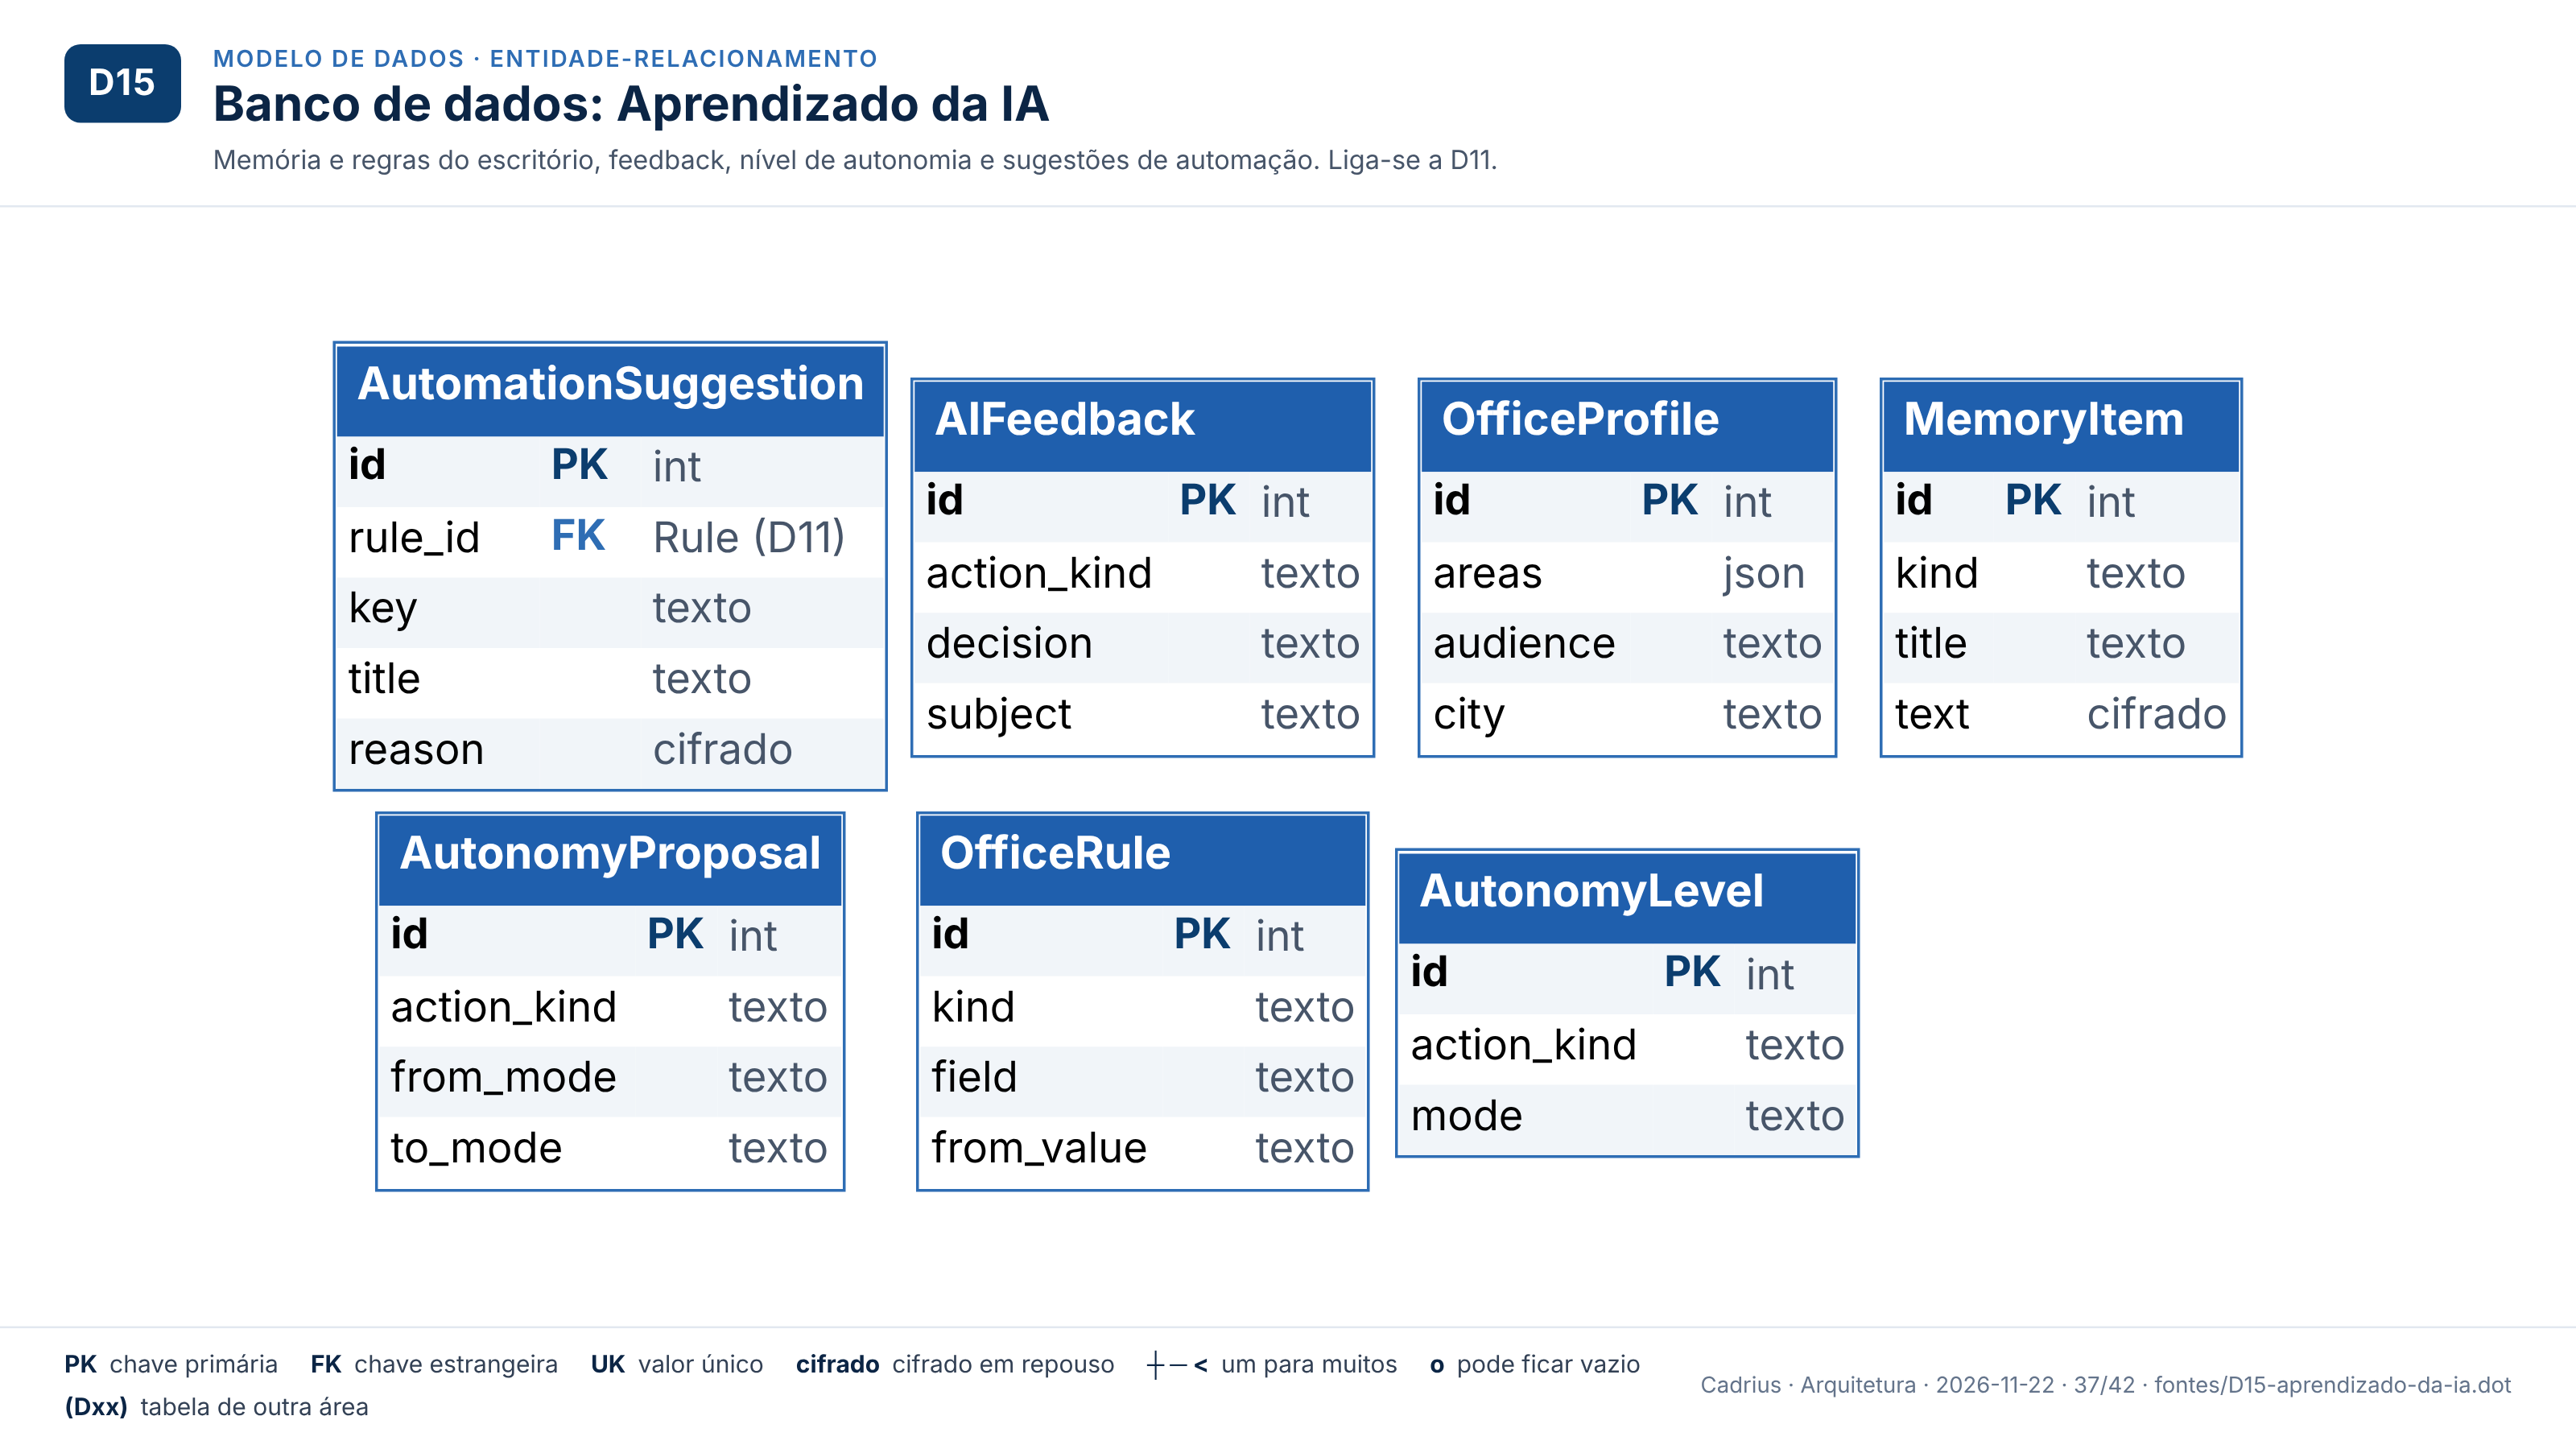 D15
MODELO DE DADOS · ENTIDADE-RELACIONAMENTO
Banco de dados: Aprendizado da IA
Memória e regras do escritório, feedback, nível de autonomia e sugestões de automação. Liga-se a D11.
AutomationSuggestion
id PK int
rule_id FK Rule (D11)
key texto
title texto
reason cifrado
AIFeedback
id PK int
action_kind texto
decision texto
subject texto
OfficeProfile
id PK int
areas json
audience texto
city texto
MemoryItem
id PK int
kind texto
title texto
text cifrado
AutonomyProposal
id PK int
action_kind texto
from_mode texto
to_mode texto
OfficeRule
id PK int
kind texto
field texto
from_value texto
AutonomyLevel
id PK int
action_kind texto
mode texto
PK chave primária FK chave estrangeira UK valor único cifrado cifrado em repouso ┼─< um para muitos o pode ficar vazio
(Dxx) tabela de outra área
Cadrius · Arquitetura · 2026-11-22 · 37/42 · fontes/D15-aprendizado-da-ia.dot